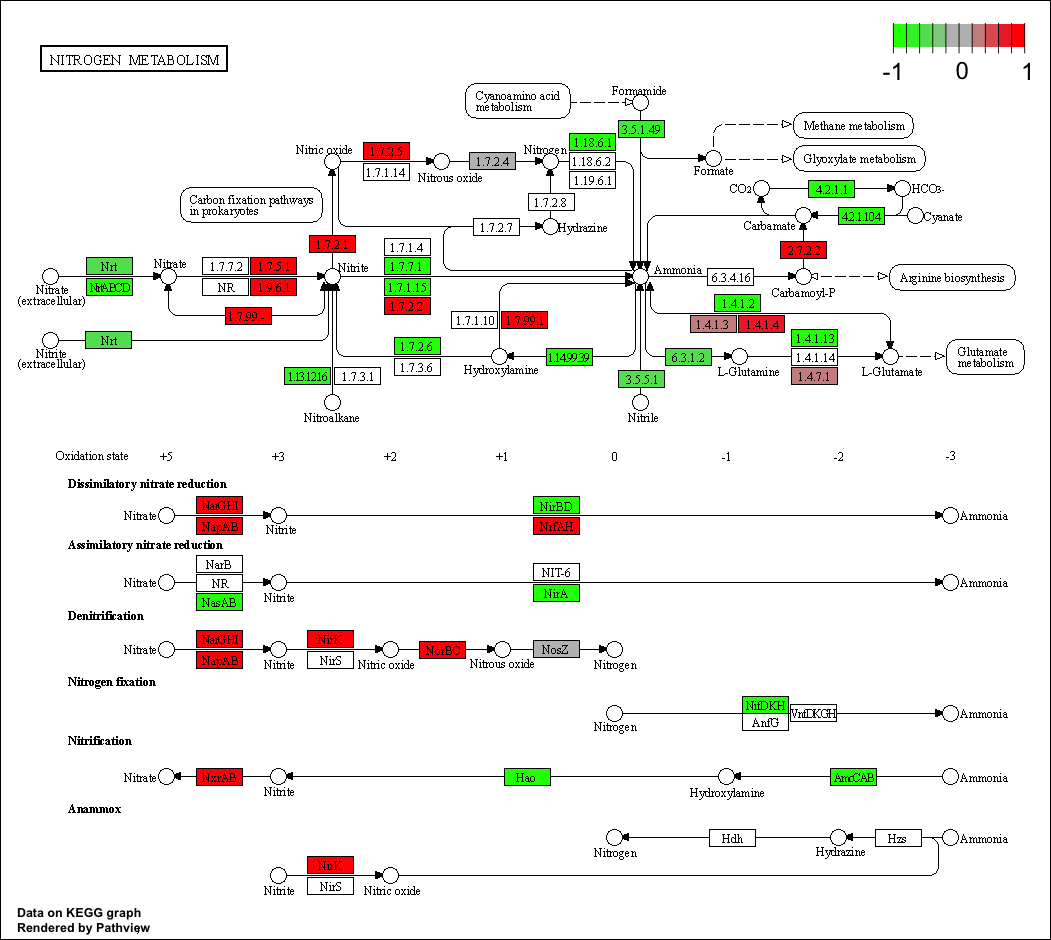 NITROGEN METABOLISM
-1 0 1
Cyanoamino acid
metabolism
Formamide
3.5.1.49
Methane metabolism
Glyoxylate metabolism
Formate
Nitric oxide
1.7.2.5
1.7.1.14
Nitrous oxide
1.7.2.4
Nitrogen
1.18.6.1
1.18.6.2
1.19.6.1
1.7.2.8
1.7.2.7
Hydrazine
CO2
4.2.1.1
HCO3-
Carbamate
4.2.1.104
Cyanate
Carbon fixation pathways
in prokaryotes
1.7.2.1
2.7.2.2
Nrt
NrtABCD
Nitrate
(extracellular)
Nitrate
1.7.7.2
1.7.5.1
NR
1.9.6.1
Nitrite
1.7.1.4
1.7.7.1
1.7.1.15
1.7.2.2
Ammonia
6.3.4.16
Carbamoyl-P
Arginine biosynthesis
1.7.99.-
1.7.1.10
1.7.99.1
1.4.1.2
1.4.1.3
1.4.1.4
Nrt
Nitrite
(extracellular)
1.7.2.6
1.7.3.6
Hydroxylamine
1.14.99.39
6.3.1.2
L-Glutamine
1.4.1.13
1.4.1.14
1.4.7.1
L-Glutamate
Glutamate
metabolism
1.13.12.16
1.7.3.1
3.5.5.1
Nitroalkane
Nitrile
Oxidation state +5 +3 +2 +1 0 -1 -2 -3
Dissimilatory nitrate reduction
NarGHI
NirBD
Nitrate
Nitrite
Ammonia
NapAB
NrfAH
Assimilatory nitrate reduction
NarB
NIT-6
Nitrate
NR
Nitrite
Ammonia
NasAB
NirA
Denitrification
NarGHI
NirK
Nitrate
Nitrite
Nitric oxide
NorBC
Nitrous oxide
NosZ
Nitrogen
NapAB
NirS
Nitrogen fixation
NifDKH
VnfDKGH
Nitrogen
AnfG
Ammonia
Nitrification
Nitrate
NxrAB
Nitrite
Hao
Hydroxylamine
AmoCAB
Ammonia
Anammox
Nitrogen
Hdh
Hydrazine
Hzs
Ammonia
NirK
Nitrite
NirS
Nitric oxide
Data on KEGG graph
Rendered by Pathview